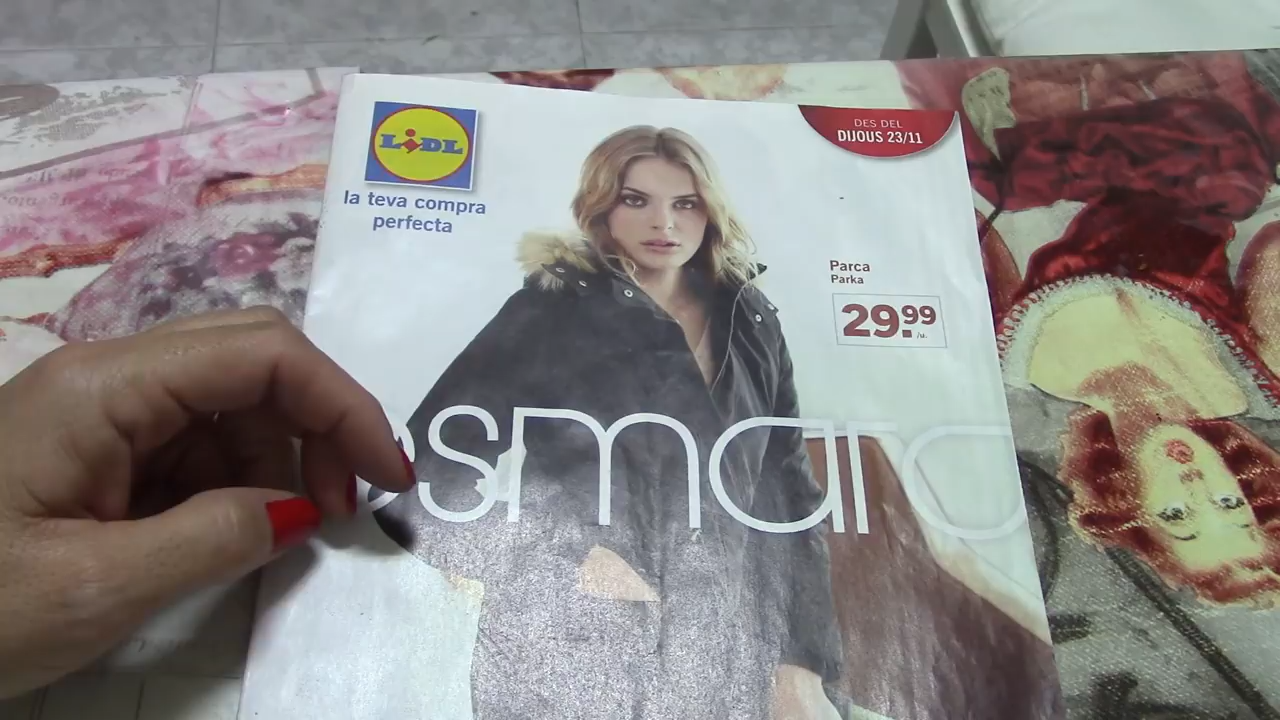 LIDL
la teva compra
perfecta
DES DEL
DIJOUS 23/11
Parca
Parka
29.99
/u.
esmara